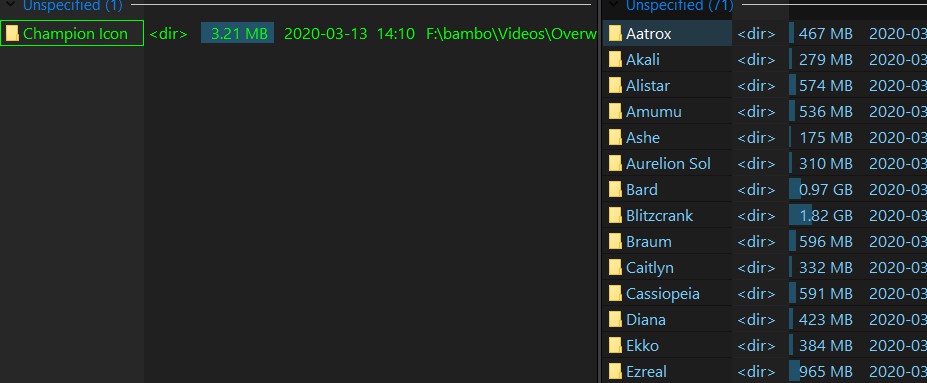 Unspecified (1)
Champion Icon <dir> 3.21 MB 2020-03-13 14:10 F:\bambo\Videos\Overw
Unspecified (71)
Aatrox <dir> 467 MB 2020-03
Akali <dir> 279 MB 2020-03
Alistar <dir> 574 MB 2020-03
Amumu <dir> 536 MB 2020-03
Ashe <dir> 175 MB 2020-03
Aurelion Sol <dir> 310 MB 2020-03
Bard <dir> 0.97 GB 2020-03
Blitzcrank <dir> 1.82 GB 2020-03
Braum <dir> 596 MB 2020-03
Caitlyn <dir> 332 MB 2020-03
Cassiopeia <dir> 591 MB 2020-03
Diana <dir> 423 MB 2020-03
Ekko <dir> 384 MB 2020-03
Ezreal <dir> 965 MB 2020-03